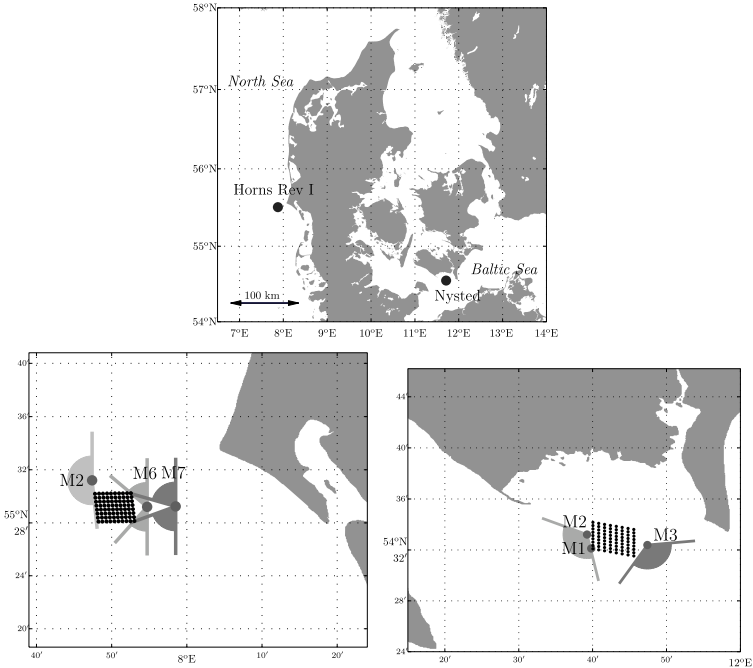 58°N
57°N
56°N
55°N
54°N
North Sea
Horns Rev I
Baltic Sea
Nysted
100 km
7°E 8°E 9°E 10°E 11°E 12°E 13°E 14°E
40'
36'
32'
55°N
28'
24'
20'
M2 M6 M7
40' 50' 8°E 10' 20'
44'
40'
36'
54°N
32'
28'
24'
M2
M1
M3
20' 30' 40' 50' 12°E